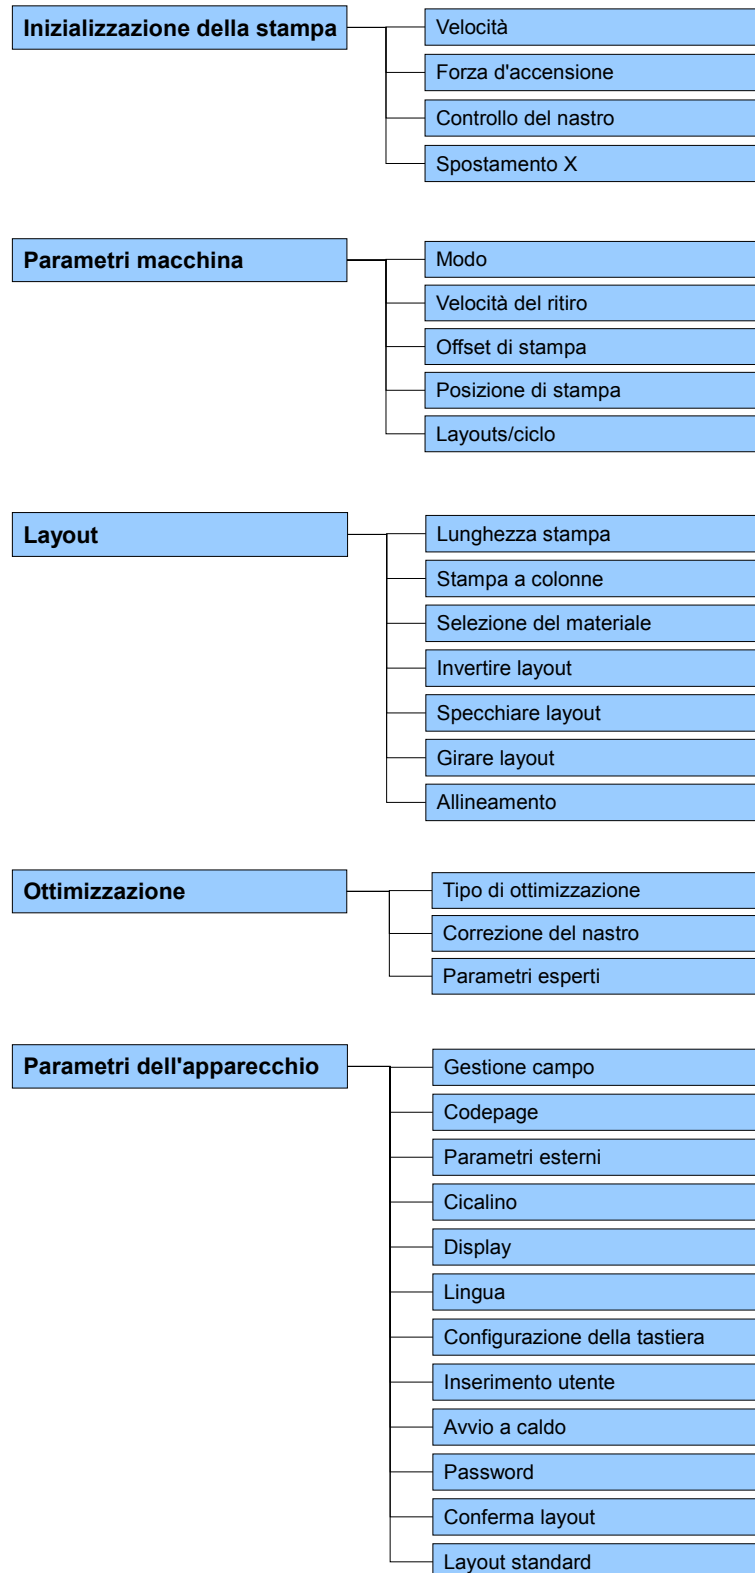 Inizializzazione della stampa
Velocità
Forza d'accensione
Controllo del nastro
Spostamento X
Parametri macchina
Modo
Velocità del ritiro
Offset di stampa
Posizione di stampa
Layouts/ciclo
Layout
Lunghezza stampa
Stampa a colonne
Selezione del materiale
Invertire layout
Specchiare layout
Girare layout
Allineamento
Ottimizzazione
Tipo di ottimizzazione
Correzione del nastro
Parametri esperti
Parametri dell'apparecchio
Gestione campo
Codepage
Parametri esterni
Cicalino
Display
Lingua
Configurazione della tastiera
Inserimento utente
Avvio a caldo
Password
Conferma layout
Layout standard